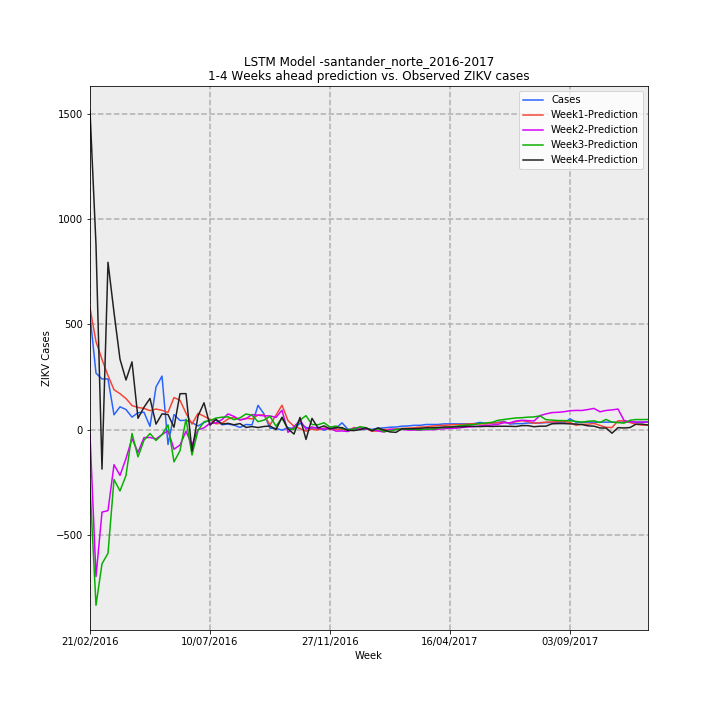 LSTM Model -santander_norte_2016-2017
1-4 Weeks ahead prediction vs. Observed ZIKV cases
Cases
Week1-Prediction
Week2-Prediction
Week3-Prediction
Week4-Prediction
1500
1000
500
0
−500
ZIKV Cases
21/02/2016 10/07/2016 27/11/2016 16/04/2017 03/09/2017
Week